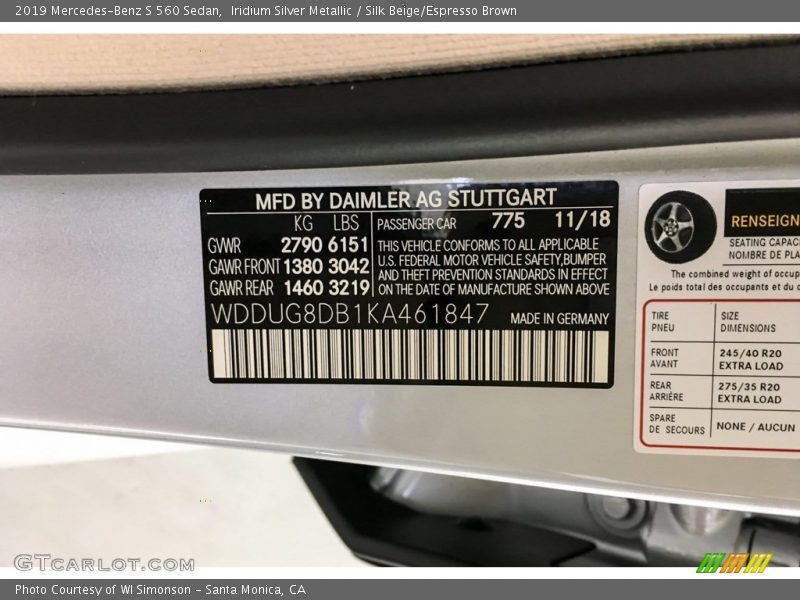 2019 Mercedes-Benz S 560 Sedan,  Iridium Silver Metallic / Silk Beige/Espresso Brown
MFD BY DAIMLER AG STUTTGART
KG LBS PASSENGER CAR 775 11/18
GVWR 2790 6151
GAWR FRONT 1380 3042
GAWR REAR 1460 3219
THIS VEHICLE CONFORMS TO ALL APPLICABLE
U.S. FEDERAL MOTOR VEHICLE SAFETY,BUMPER
AND THEFT PREVENTION STANDARDS IN EFFECT
ON THE DATE OF MANUFACTURE SHOWN ABOVE
WDDUG8DB1KA461847 MADE IN GERMANY
RENSEIGN
SEATING CAPAC
NOMBRE DE PLA
The combined weight of occup
Le poids total des occupants et du c
TIRE
PNEU
SIZE
DIMENSIONS
FRONT
AVANT
245/40 R20
EXTRA LOAD
REAR
ARRIÈRE
275/35 R20
EXTRA LOAD
SPARE
DE SECOURS
NONE / AUCUN
GTCARLOT.COM
Photo Courtesy of WI Simonson - Santa Monica, CA